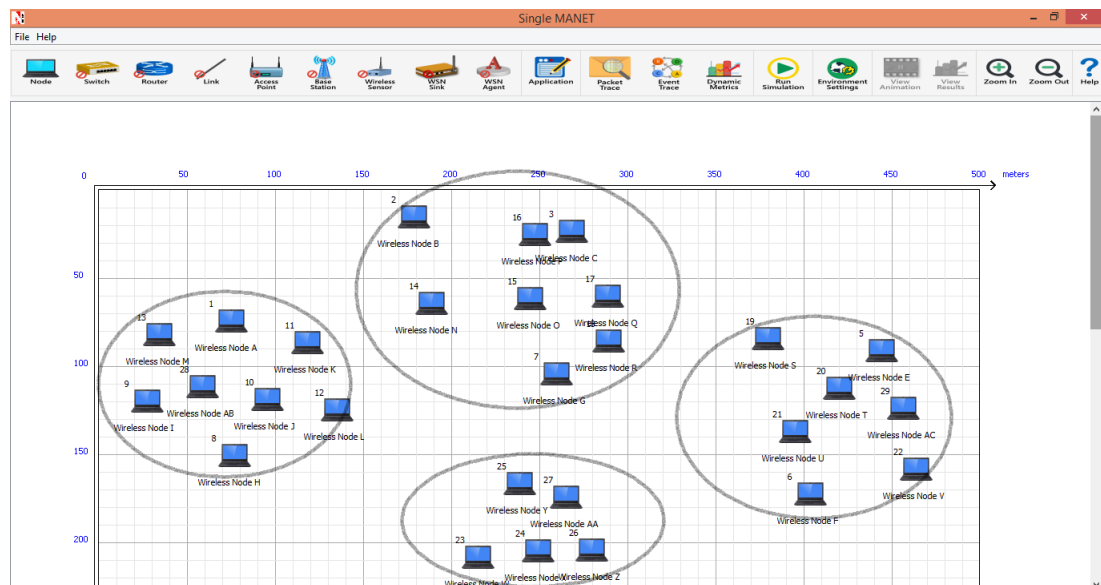 Single MANET
File Help
Node Switch Router Link Access Point Base Station Wireless Sensor WSN Sink WSN Agent Application Packet Trace Event Trace Dynamic Metrics Run Simulation Environment Settings View Animation View Results Zoom In Zoom Out Help
0 50 100 150 200 250 300 350 400 450 500 meters
2
Wireless Node B
16
Wireless Node P
3
Wireless Node C
50
14
Wireless Node N
15
Wireless Node O
17
Wireless Node Q
Wireless Node R
7
Wireless Node G
1
Wireless Node A
13
Wireless Node M
11
Wireless Node K
100
28
Wireless Node AB
9
Wireless Node I
10
Wireless Node J
12
Wireless Node L
8
Wireless Node H
19
Wireless Node S
5
Wireless Node E
20
Wireless Node T
29
Wireless Node AC
21
Wireless Node U
22
Wireless Node V
6
Wireless Node F
150
25
Wireless Node Y
27
Wireless Node AA
200
23
Wireless Node W
24
Wireless Node X
26
Wireless Node Z